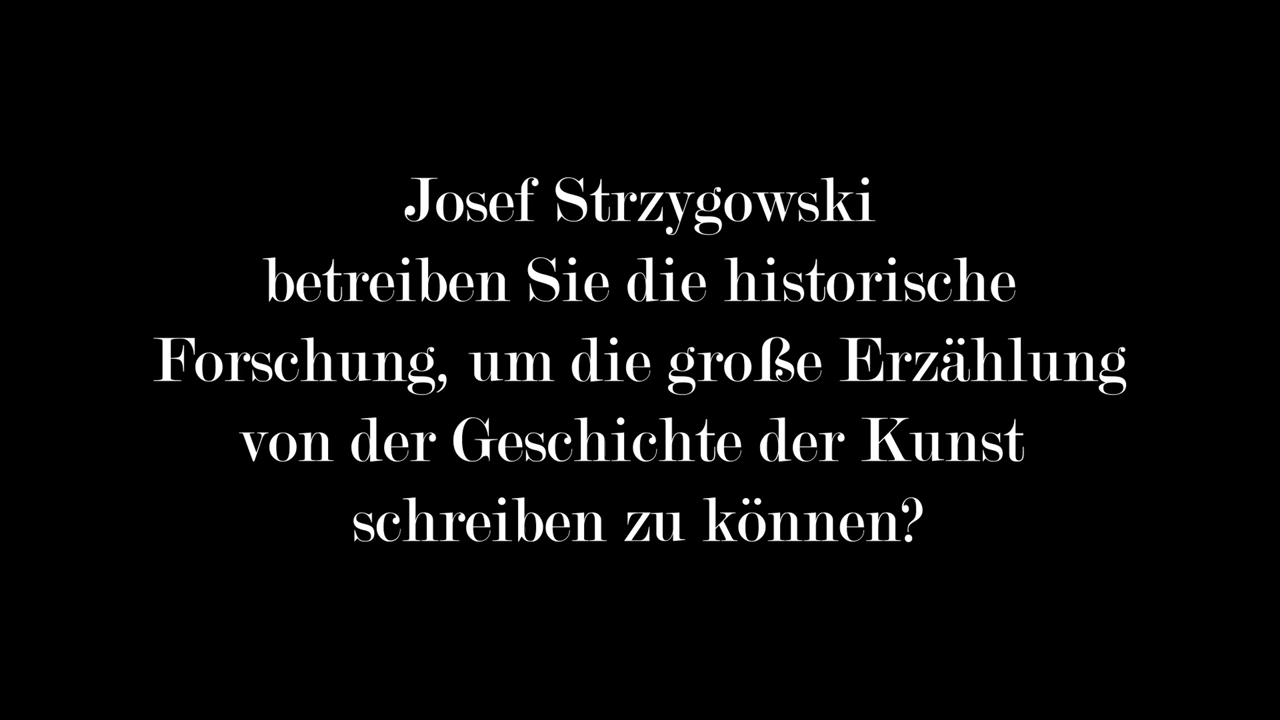 Josef Strzygowski
betreiben Sie die historische
Forschung, um die große Erzählung
von der Geschichte der Kunst
schreiben zu können?